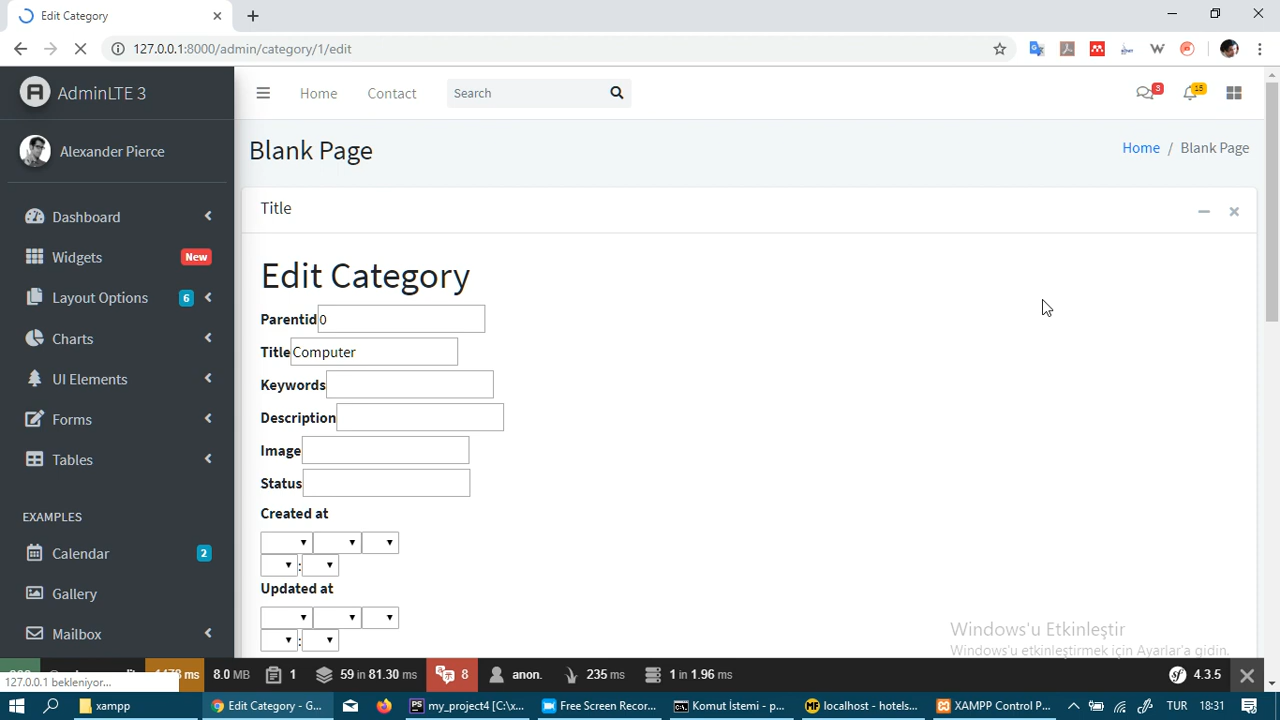 Edit Category
127.0.0.1:8000/admin/category/1/edit
AdminLTE 3
Home
Contact
Search
3
15
Alexander Pierce
Blank Page
Home / Blank Page
Dashboard
Widgets
New
Layout Options
6
Charts
UI Elements
Forms
Tables
EXAMPLES
Calendar
2
Gallery
Mailbox
Title
Edit Category
Parentid 0
Title Computer
Keywords
Description
Image
Status
Created at
:
Updated at
:
Windows'u Etkinleştir
Windows'u etkinleştirmek için Ayarlar'a gidin.
127.0.0.1 bekleniyor...
ms
8.0 MB
1
59 in 81.30 ms
8
anon.
235 ms
1 in 1.96 ms
4.3.5
xampp
Edit Category - G...
my_project4 [C:\x...
Free Screen Recor...
Komut İstemi - p...
localhost - hotels...
XAMPP Control P...
TUR
18:31